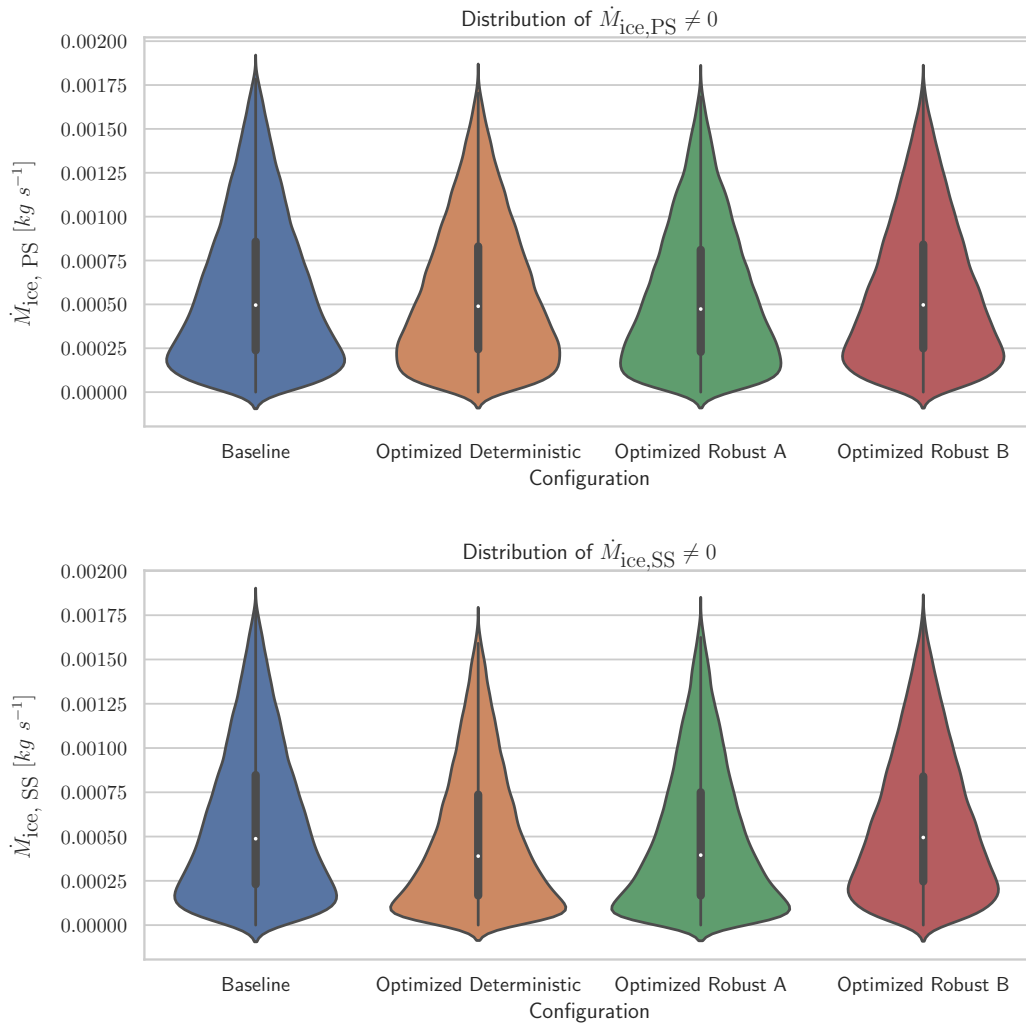 Distribution of Ṁice,PS ≠ 0
0.00200
0.00175
0.00150
0.00125
0.00100
0.00075
0.00050
0.00025
0.00000
Ṁice, PS [kg s⁻¹]
Baseline Optimized Deterministic Optimized Robust A Optimized Robust B
Configuration
Distribution of Ṁice,SS ≠ 0
0.00200
0.00175
0.00150
0.00125
0.00100
0.00075
0.00050
0.00025
0.00000
Ṁice, SS [kg s⁻¹]
Baseline Optimized Deterministic Optimized Robust A Optimized Robust B
Configuration